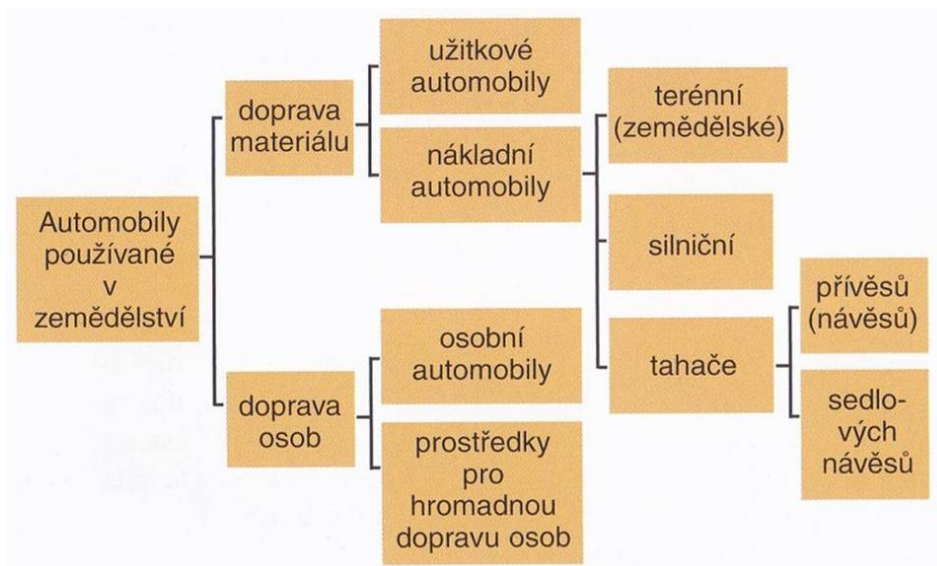 Automobily
používané
v
zemědělství
doprava
materiálu
užitkové
automobily
nákladní
automobily
terénní
(zemědělské)
silniční
tahače
přívěsů
(návěsů)
sedlo-
vých
návěsů
doprava
osob
osobní
automobily
prostředky
pro
hromadnou
dopravu osob